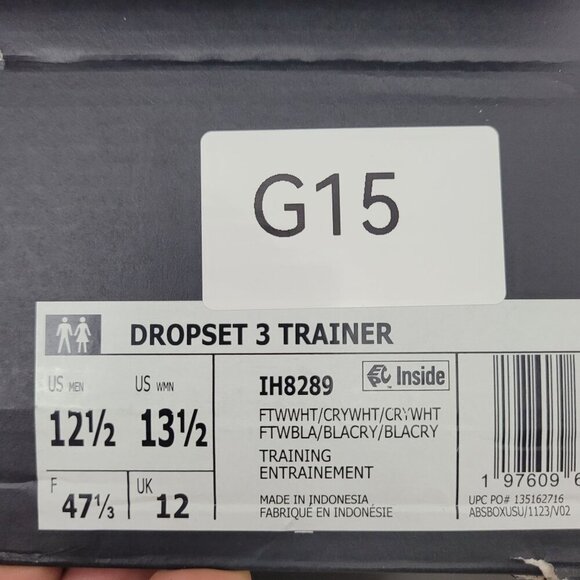 G15
DROPSET 3 TRAINER
US MEN 12½
US WMN 13½
F 47⅓
UK 12
IH8289 Inside
FTWWHT/CRYWHT/CRYWHT
FTWBLA/BLACRY/BLACRY
TRAINING
ENTRAINEMENT
MADE IN INDONESIA
FABRIQUÉ EN INDONÉSIE
1 97609 6
UPC PO# 135162716
ABSBOXUSU/1123/V02